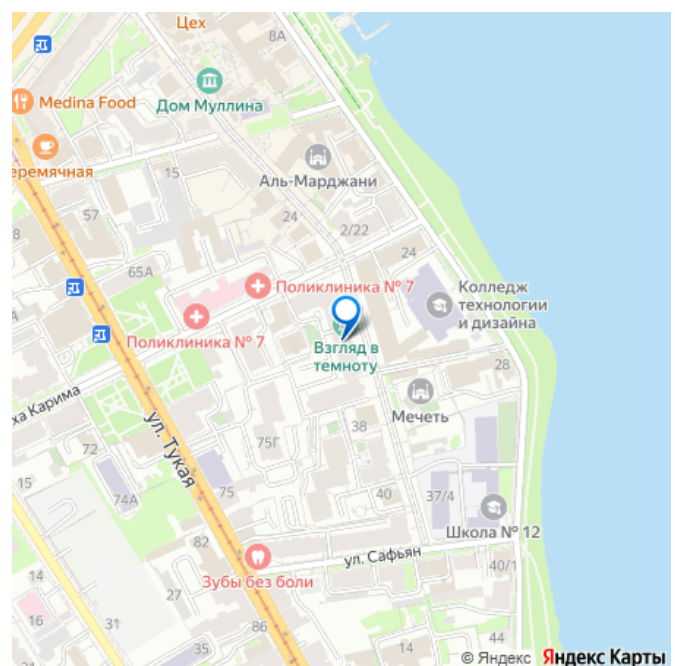 Цех
8А
Medina Food
Дом Муллина
еремячная
15
Аль-Марджани
57
24
2/22
8
65А
24
Поликлиника № 7
Колледж
технологии
и дизайна
Поликлиника № 7
Взгляд в
темноту
28
ха Карима
Мечеть
ул. Тукая
38
72
75Г
15
74А
75
40
37/4
Школа № 12
82
ул. Сафьян
Зубы без боли
40/1
14
27
16
31
35
86
14
44
© Яндекс Яндекс Карты